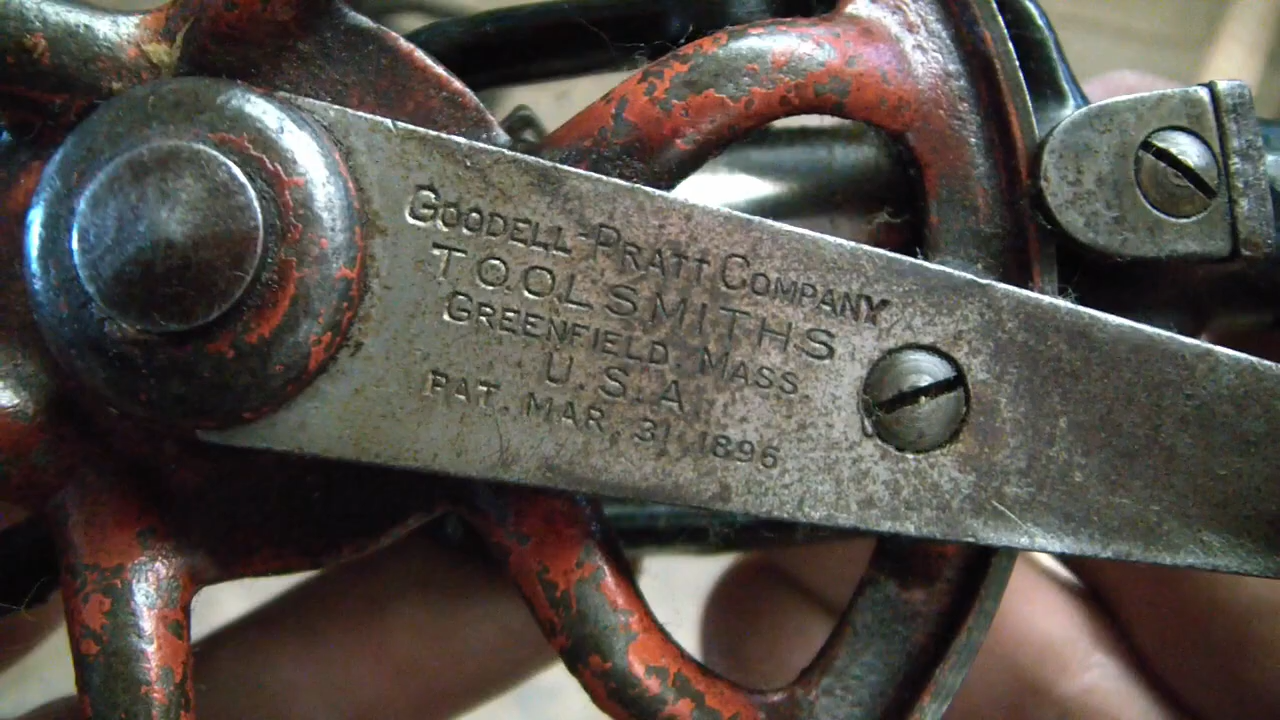 GOODELL-PRATT COMPANY
TOOLSMITHS
GREENFIELD, MASS.
U.S.A
PAT. MAR. 31, 1896